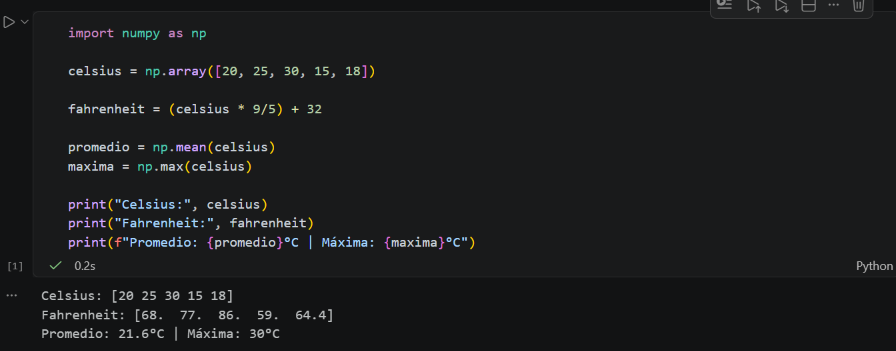 import numpy as np
celsius = np.array([20, 25, 30, 15, 18])
fahrenheit = (celsius * 9/5) + 32
promedio = np.mean(celsius)
maxima = np.max(celsius)
print("Celsius:", celsius)
print("Fahrenheit:", fahrenheit)
print(f"Promedio: {promedio}°C | Máxima: {maxima}°C")
[1] 0.2s Python
Celsius: [20 25 30 15 18]
Fahrenheit: [68.  77.  86.  59.  64.4]
Promedio: 21.6°C | Máxima: 30°C